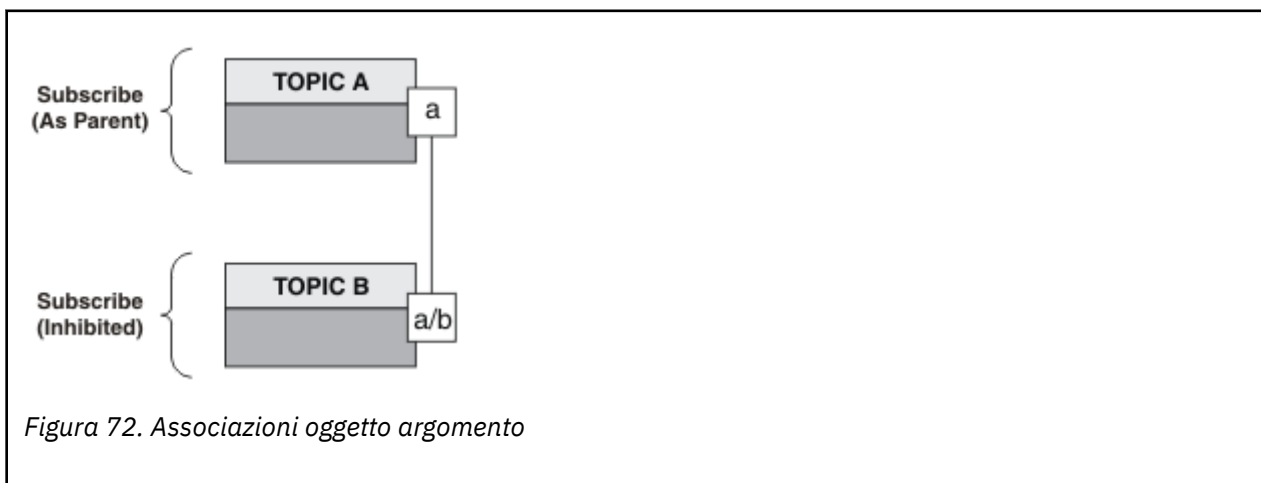 Subscribe
(As Parent)
TOPIC A
a
Subscribe
(Inhibited)
TOPIC B
a/b
Figura 72. Associazioni oggetto argomento